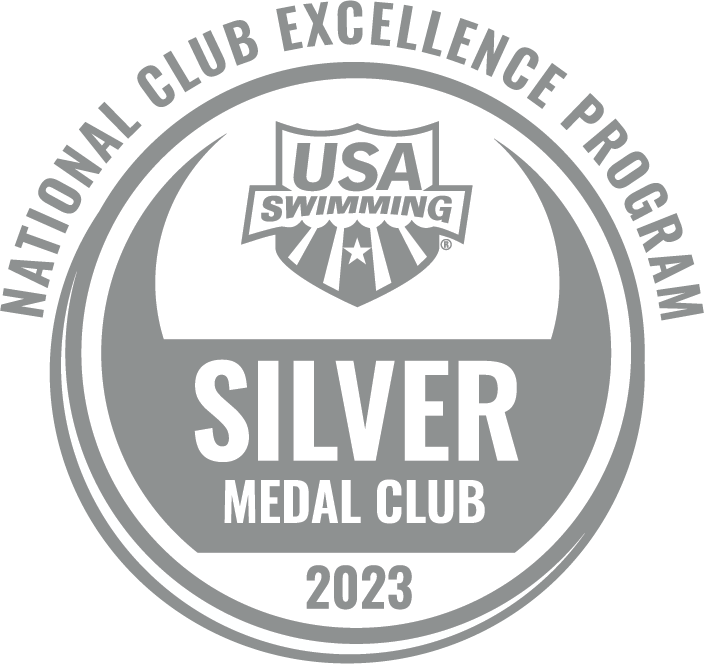 NATIONAL CLUB EXCELLENCE PROGRAM
USA
SWIMMING®
SILVER
MEDAL CLUB
2023